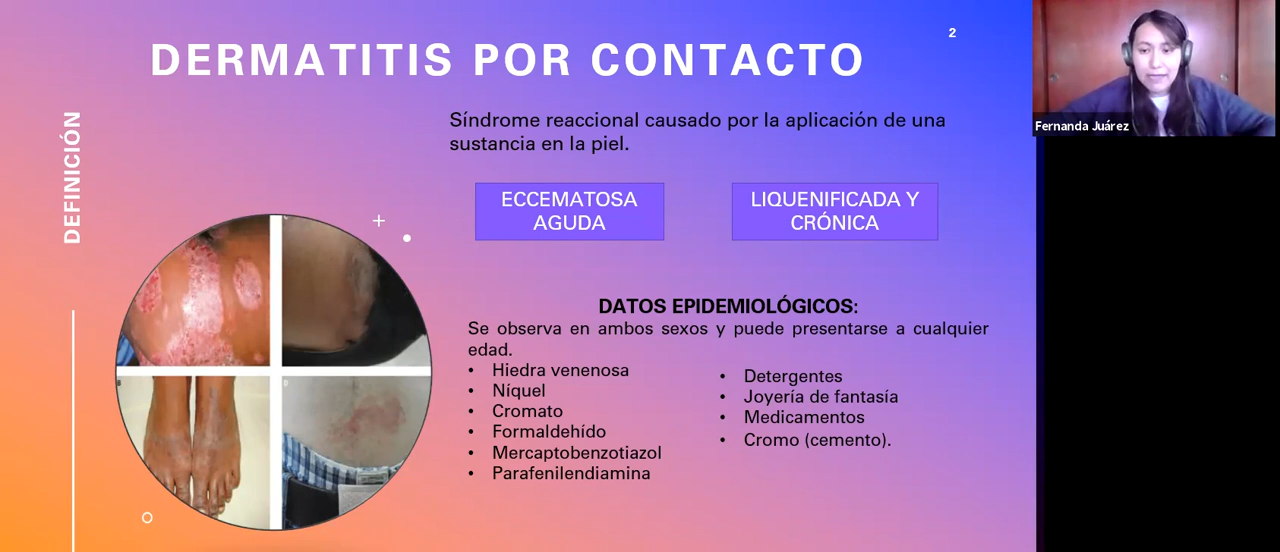 2
DERMATITIS POR CONTACTO
Fernanda Juárez
DEFINICIÓN
Síndrome reaccional causado por la aplicación de una
sustancia en la piel.
ECCEMATOSA
AGUDA
LIQUENIFICADA Y
CRÓNICA
DATOS EPIDEMIOLÓGICOS:
Se observa en ambos sexos y puede presentarse a cualquier
edad.
• Hiedra venenosa
• Níquel
• Cromato
• Formaldehído
• Mercaptobenzotiazol
• Parafenilendiamina
• Detergentes
• Joyería de fantasía
• Medicamentos
• Cromo (cemento).